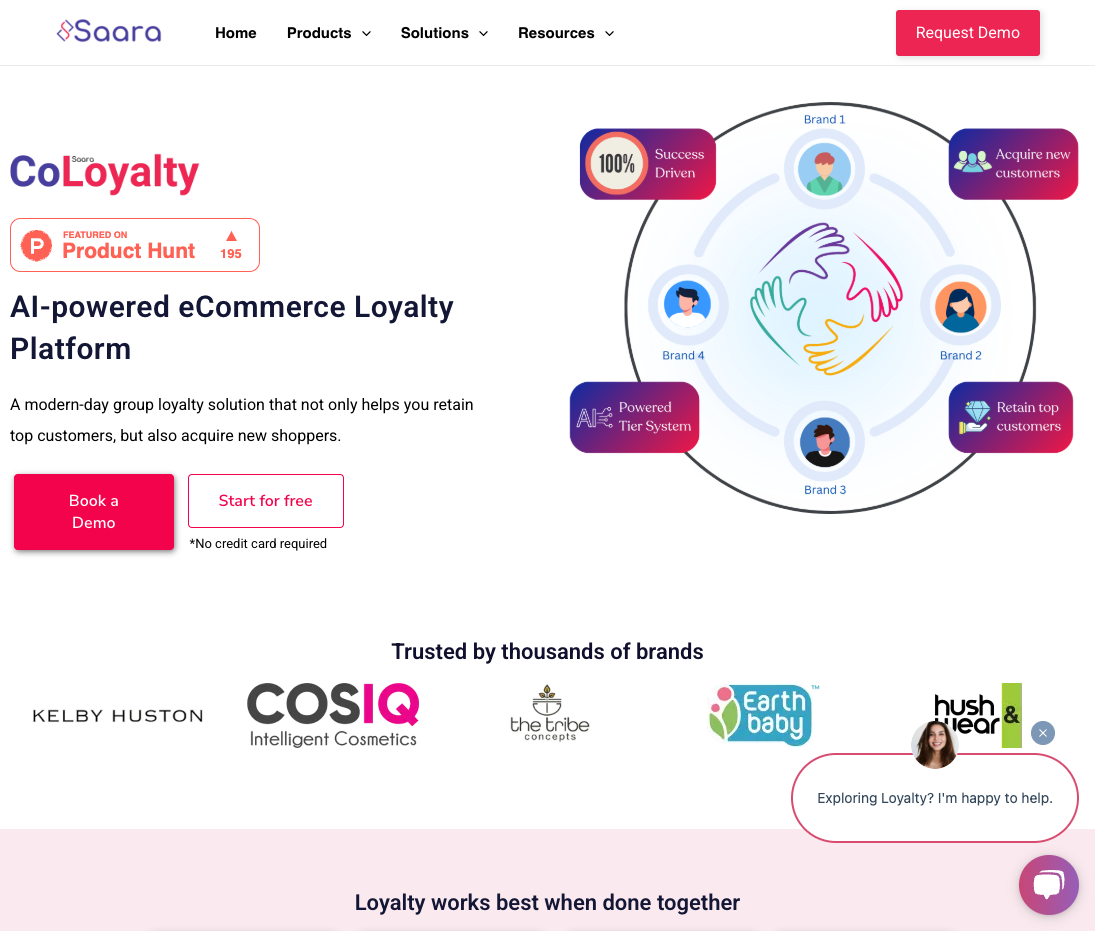 Saara
Home
Products
Solutions
Resources
Request Demo
Saara
CoLoyalty
P
FEATURED ON
Product Hunt
195
AI-powered eCommerce Loyalty
Platform
A modern-day group loyalty solution that not only helps you retain
top customers, but also acquire new shoppers.
Book a
Demo
Start for free
*No credit card required
Brand 1
100%
Success
Driven
Acquire new
customers
Brand 4
Brand 2
AI
Powered
Tier System
Retain top
customers
Brand 3
Trusted by thousands of brands
KELBY HUSTON
COSIQ
Intelligent Cosmetics
the tribe
concepts
Earth
baby
TM
hush
&
wear
Exploring Loyalty? I'm happy to help.
Loyalty works best when done together